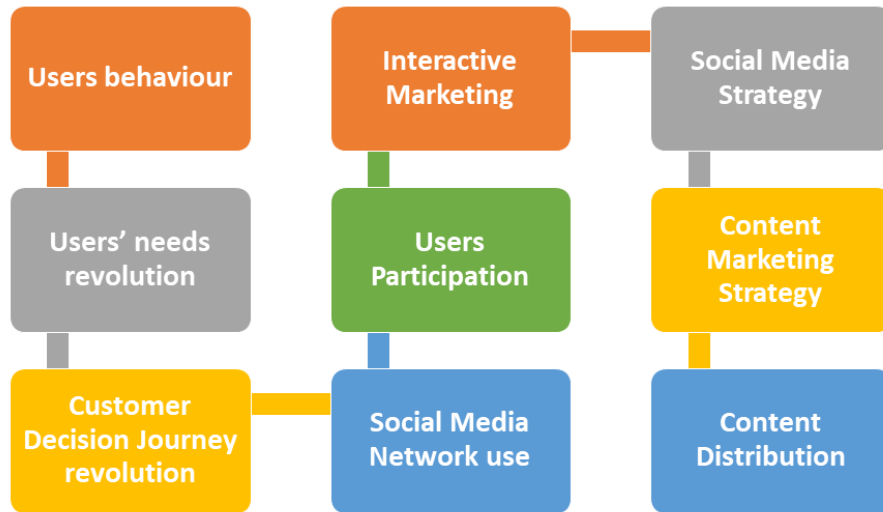 Users behaviour
Users' needs
revolution
Customer
Decision Journey
revolution
Social Media
Network use
Users
Participation
Interactive
Marketing
Social Media
Strategy
Content
Marketing
Strategy
Content
Distribution